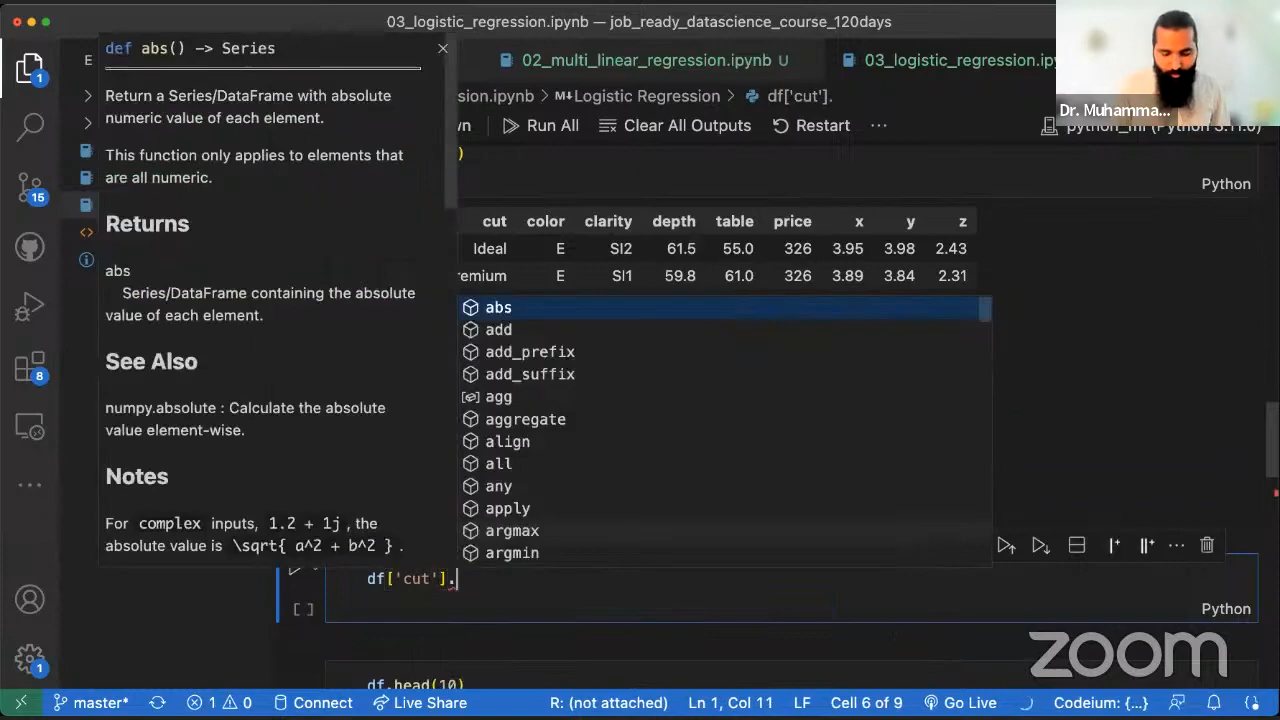 03_logistic_regression.ipynb — job_ready_datascience_course_120days
def abs() -> Series
E
02_multi_linear_regression.ipynb U
03_logistic_regression.ipy
Dr. Muhamma...
Return a Series/DataFrame with absolute
numeric value of each element.
This function only applies to elements that
are all numeric.
Returns
abs
Series/DataFrame containing the absolute
value of each element.
See Also
numpy.absolute : Calculate the absolute
value element-wise.
Notes
For complex inputs, 1.2 + 1j ,the
absolute value is \sqrt{ a^2 + b^2 } .
sion.ipynb > M↓Logistic Regression > df['cut'].
wn Run All Clear All Outputs Restart ···
)
Python
cut color clarity depth table price x y z
Ideal E SI2 61.5 55.0 326 3.95 3.98 2.43
remium E SI1 59.8 61.0 326 3.89 3.84 2.31
abs
add
add_prefix
add_suffix
agg
aggregate
align
all
any
apply
argmax
argmin
df['cut'].
[ ]
Python
df.head(10)
1
15
8
1
zoom
master* 1 0 Connect Live Share R: (not attached) Ln 1, Col 11 LF Cell 6 of 9 Go Live Codeium: {...}